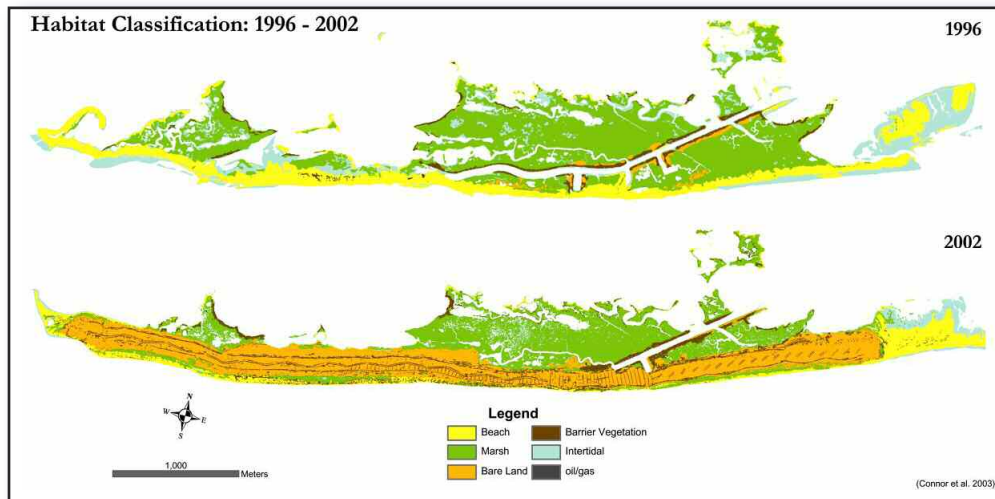 Habitat Classification: 1996 - 2002
1996
2002
N
W E
S
1,000
Meters
Legend
Beach
Marsh
Bare Land
Barrier Vegetation
Intertidal
oil/gas
(Connor et al. 2003)